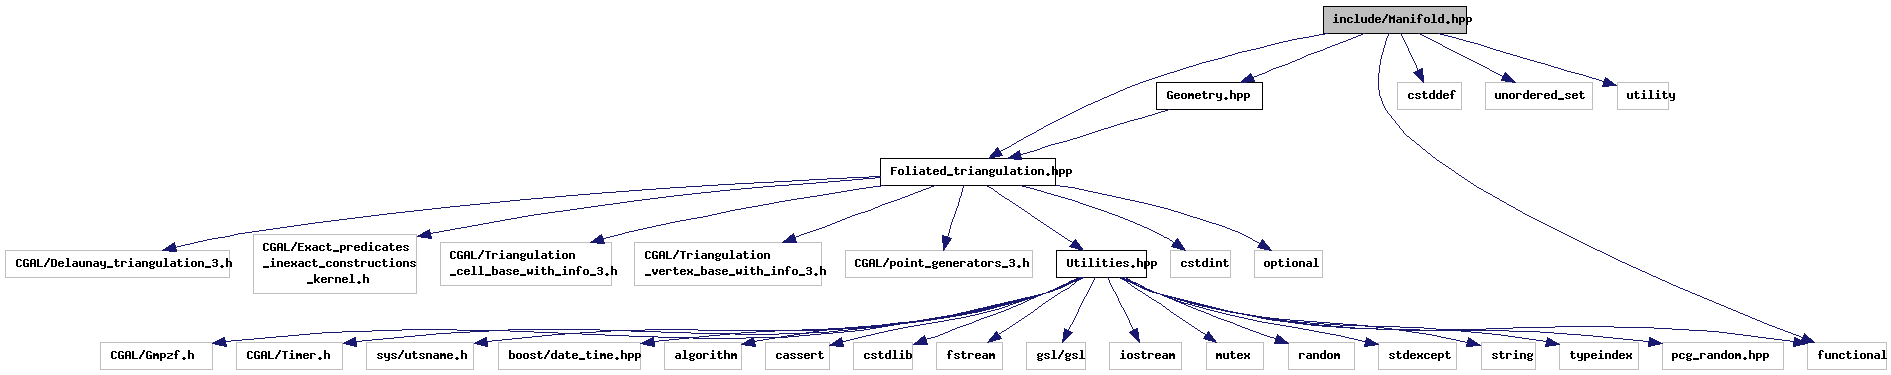 include/Manifold.hpp
Geometry.hpp
cstddef
unordered_set
utility
Foliated_triangulation.hpp
CGAL/Delaunay_triangulation_3.h
CGAL/Exact_predicates
_inexact_constructions
_kernel.h
CGAL/Triangulation
_cell_base_with_info_3.h
CGAL/Triangulation
_vertex_base_with_info_3.h
CGAL/point_generators_3.h
Utilities.hpp
cstdint
optional
CGAL/Gmpzf.h
CGAL/Timer.h
sys/utsname.h
boost/date_time.hpp
algorithm
cassert
cstdlib
fstream
gsl/gsl
iostream
mutex
random
stdexcept
string
typeindex
pcg_random.hpp
functional